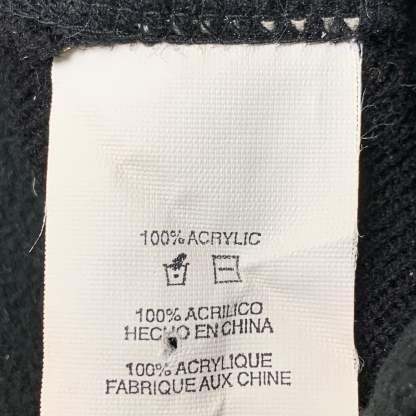 100% ACRYLIC
100% ACRILICO
HECHO EN CHINA
100% ACRYLIQUE
FABRIQUE AUX CHINE